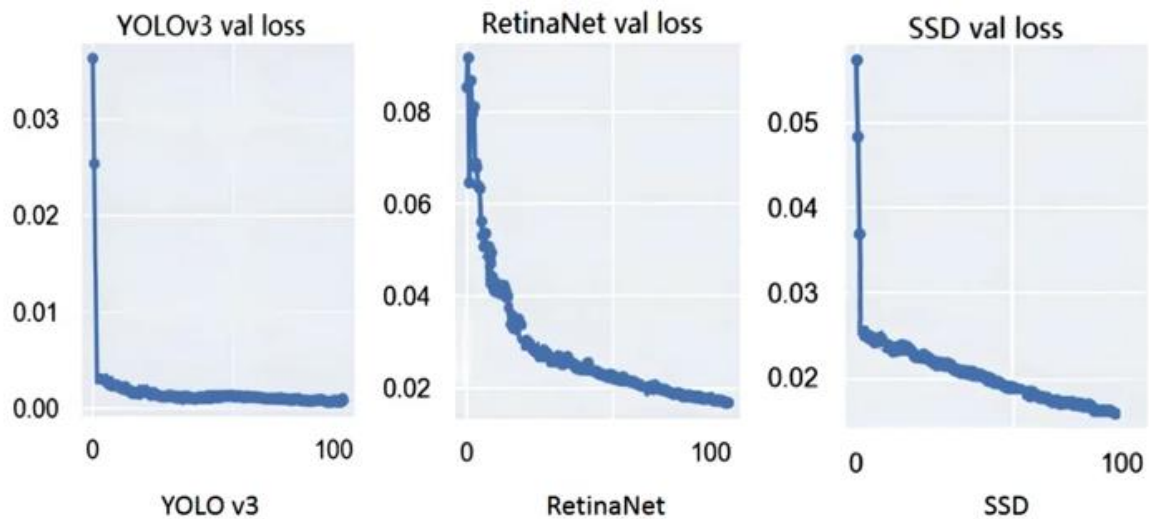 YOLOv3 val loss
0.03
0.02
0.01
0.00
0 100
YOLO v3
RetinaNet val loss
0.08
0.06
0.04
0.02
0 100
RetinaNet
SSD val loss
0.05
0.04
0.03
0.02
0 100
SSD